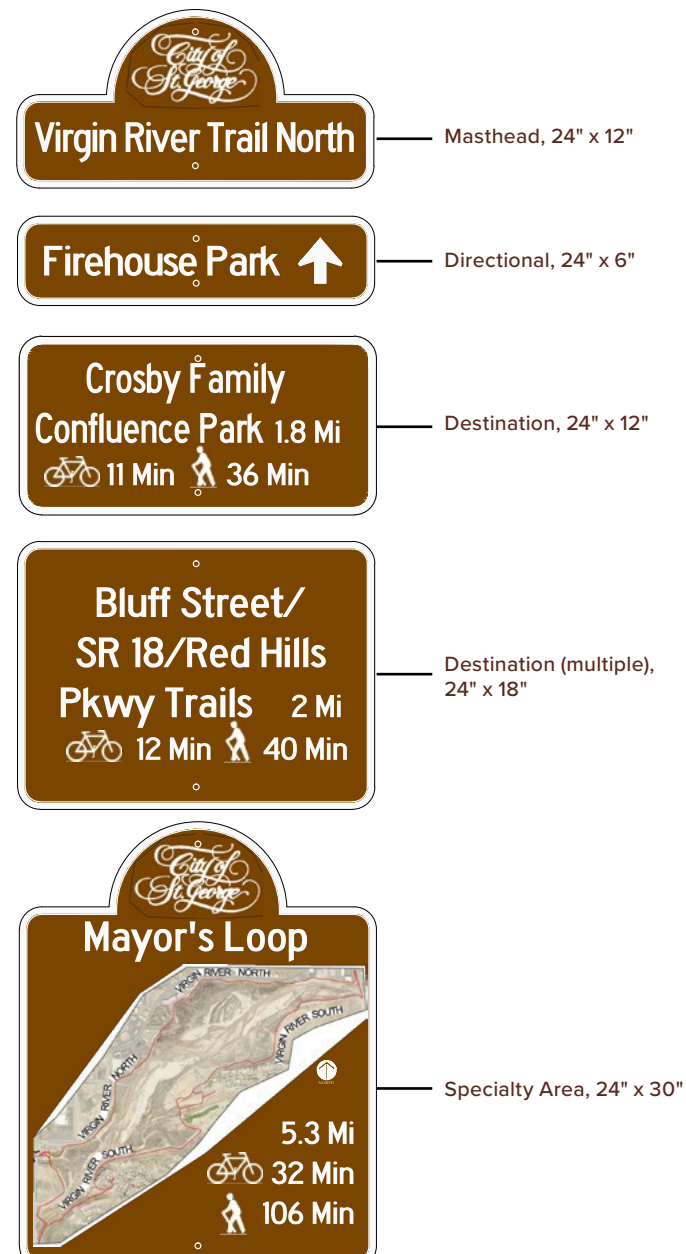 City of
St. George
Virgin River Trail North
Masthead, 24" x 12"
Firehouse Park
Directional, 24" x 6"
Crosby Family
Confluence Park 1.8 Mi
11 Min 36 Min
Destination, 24" x 12"
Bluff Street/
SR 18/Red Hills
Pkwy Trails 2 Mi
12 Min 40 Min
Destination (multiple),
24" x 18"
City of
St. George
Mayor's Loop
VIRGIN RIVER NORTH
VIRGIN RIVER SOUTH
VIRGIN RIVER NORTH
VIRGIN RIVER SOUTH
NORTH
5.3 Mi
32 Min
106 Min
Specialty Area, 24" x 30"